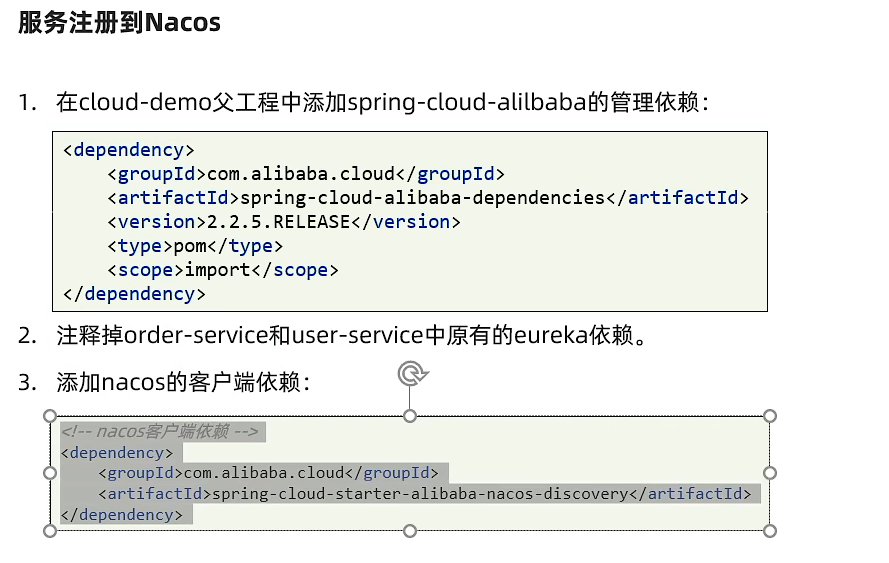 服务注册到Nacos
1. 在cloud-demo父工程中添加spring-cloud-alilbaba的管理依赖：
<dependency>
    <groupId>com.alibaba.cloud</groupId>
    <artifactId>spring-cloud-alibaba-dependencies</artifactId>
    <version>2.2.5.RELEASE</version>
    <type>pom</type>
    <scope>import</scope>
</dependency>
2. 注释掉order-service和user-service中原有的eureka依赖。
3. 添加nacos的客户端依赖：
<!-- nacos客户端依赖 -->
<dependency>
    <groupId>com.alibaba.cloud</groupId>
    <artifactId>spring-cloud-starter-alibaba-nacos-discovery</artifactId>
</dependency>